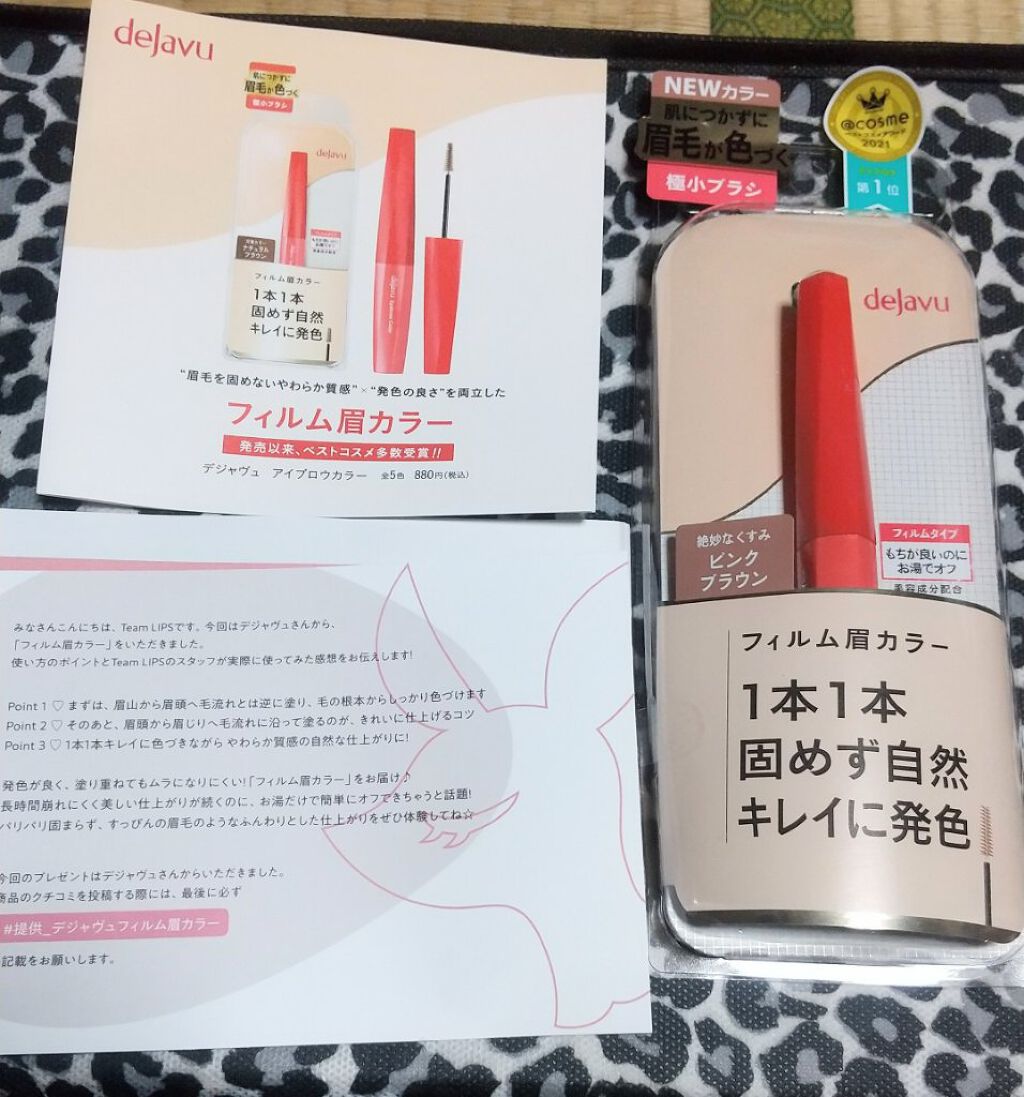 dejavu
肌につかずに
眉毛が色づく
極小ブラシ
dejavu
ナチュラル
ブラウン
フィルム眉カラー
1本1本
固めず自然
キレイに発色
dejavu Eyebrow Color
“眉毛を固めないやわらか質感”×“発色の良さ”を両立した
フィルム眉カラー
発売以来、ベストコスメ多数受賞!!
デジャヴュ アイブロウカラー 全5色 880円(税込)
みなさんこんにちは、Team LIPSです。今回はデジャヴュさんから、
「フィルム眉カラー」をいただきました。
使い方のポイントとTeam LIPSのスタッフが実際に使ってみた感想をお伝えします!
Point 1 ♡ まずは、眉山から眉頭へ毛流れとは逆に塗り、毛の根本からしっかり色づけます
Point 2 ♡ そのあと、眉頭から眉じりへ毛流れに沿って塗るのが、きれいに仕上げるコツ
Point 3 ♡ 1本1本キレイに色づきながら やわらか質感の自然な仕上がりに!
発色が良く、塗り重ねてもムラになりにくい!「フィルム眉カラー」をお届け♪
長時間崩れにくく美しい仕上がりが続くのに、お湯だけで簡単にオフできちゃうと話題!
パリパリ固まらず、すっぴんの眉毛のようなふんわりとした仕上がりをぜひ体験してね☆
今回のプレゼントはデジャヴュさんからいただきました。
商品のクチコミを投稿する際には、最後に必ず
#提供_デジャヴュフィルム眉カラー
記載をお願いします。
NEWカラー
肌につかずに
眉毛が色づく
極小ブラシ
@cosme
ベストコスメアワード
2021
第1位
dejavu
絶妙なくすみ
ピンク
ブラウン
フィルムタイプ
もちが良いのに
お湯でオフ
美容成分配合
フィルム眉カラー
1本1本
固めず自然
キレイに発色